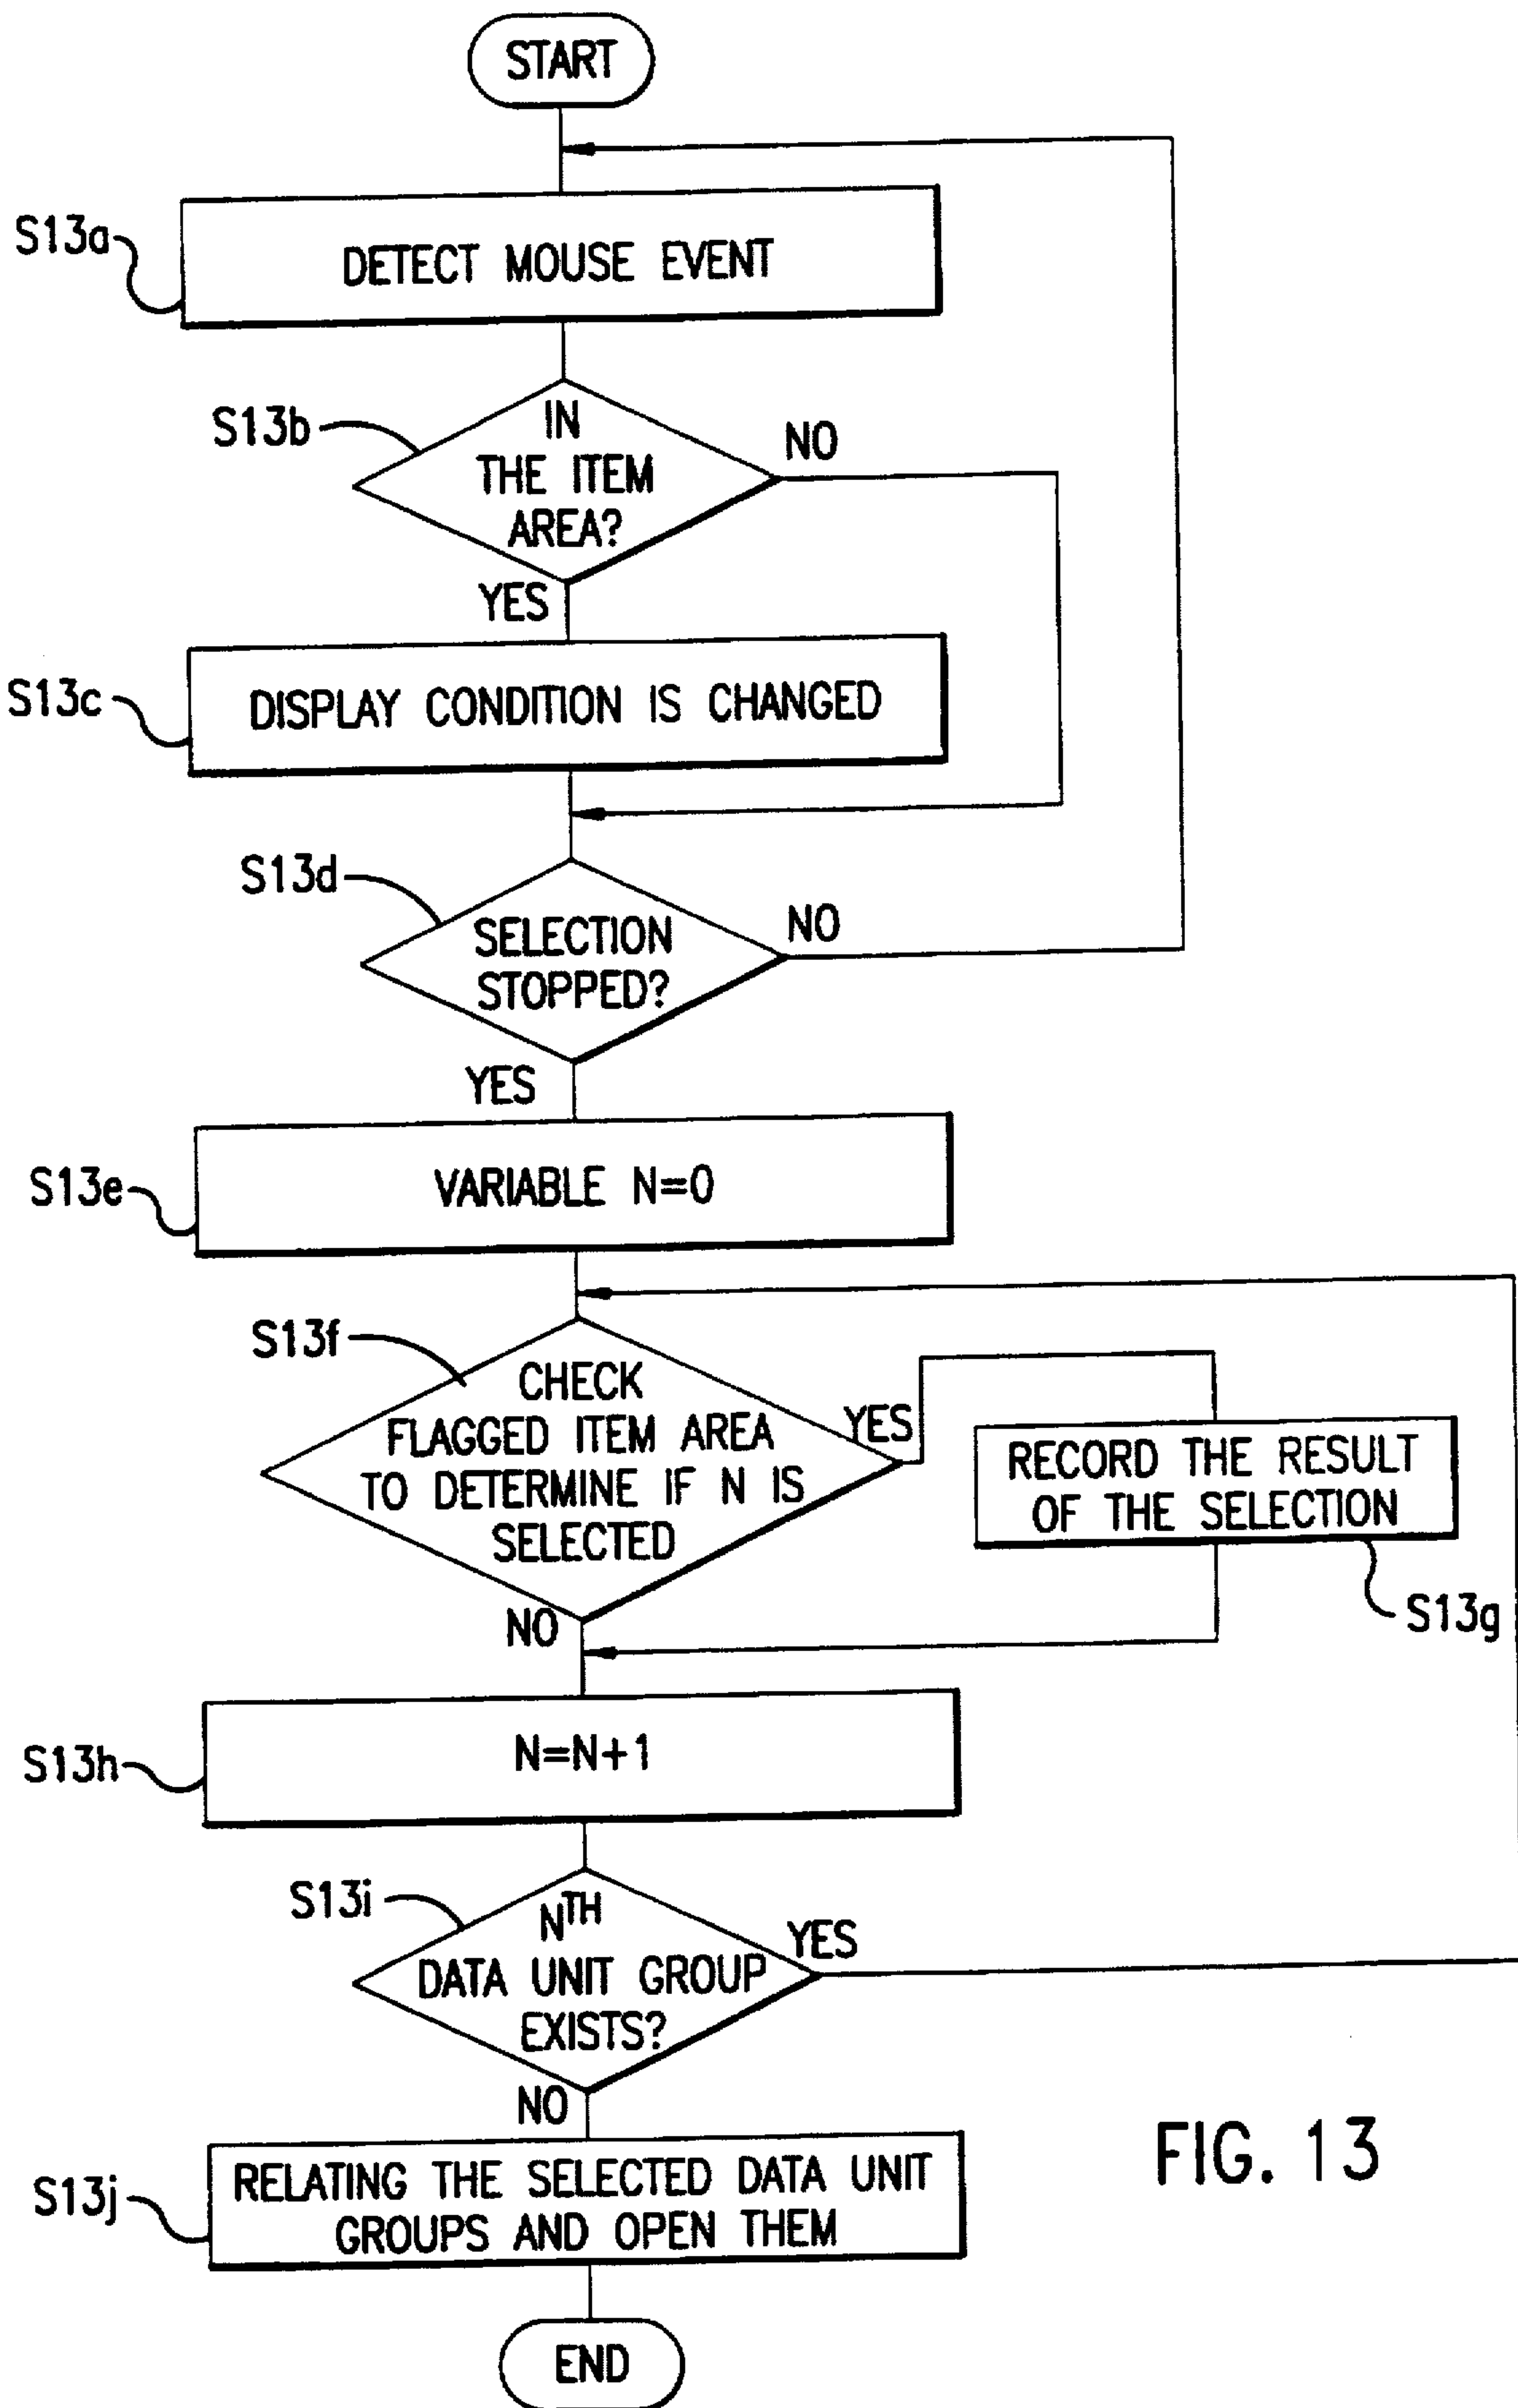 START
S13a
DETECT MOUSE EVENT
S13b
IN
THE ITEM
AREA?
NO
YES
S13c
DISPLAY CONDITION IS CHANGED
S13d
SELECTION
STOPPED?
NO
YES
S13e
VARIABLE N=0
S13f
CHECK
FLAGGED ITEM AREA
TO DETERMINE IF N IS
SELECTED
YES
RECORD THE RESULT
OF THE SELECTION
S13g
NO
S13h
N=N+1
S13i
NTH
DATA UNIT GROUP
EXISTS?
YES
NO
S13j
RELATING THE SELECTED DATA UNIT
GROUPS AND OPEN THEM
END
FIG. 13